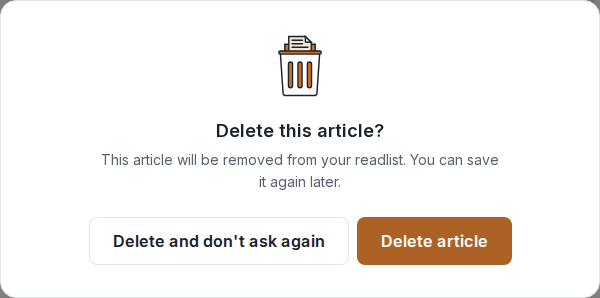 Delete this article?
This article will be removed from your readlist. You can save
it again later.
Delete and don't ask again
Delete article